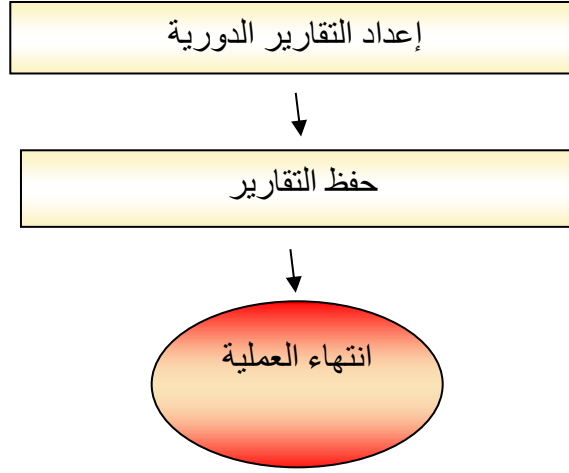 إعداد التقارير الدورية
حفظ التقارير
انتهاء العملية